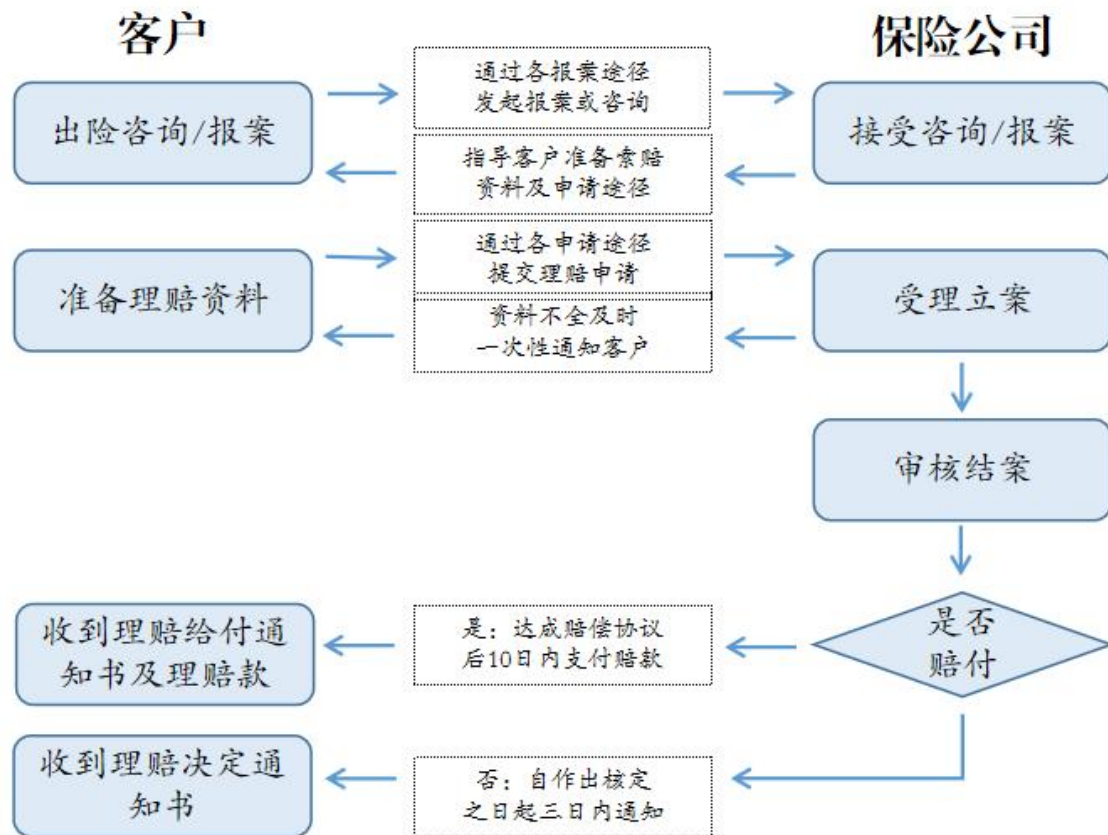 客户
保险公司
出险咨询/报案
通过各报案途径
发起报案或咨询
接受咨询/报案
指导客户准备索赔
资料及申请途径
准备理赔资料
通过各申请途径
提交理赔申请
受理立案
资料不全及时
一次性通知客户
审核结案
是否
赔付
是：达成赔偿协议
后10日内支付赔款
收到理赔给付通
知书及理赔款
否：自作出核定
之日起三日内通知
收到理赔决定通
知书